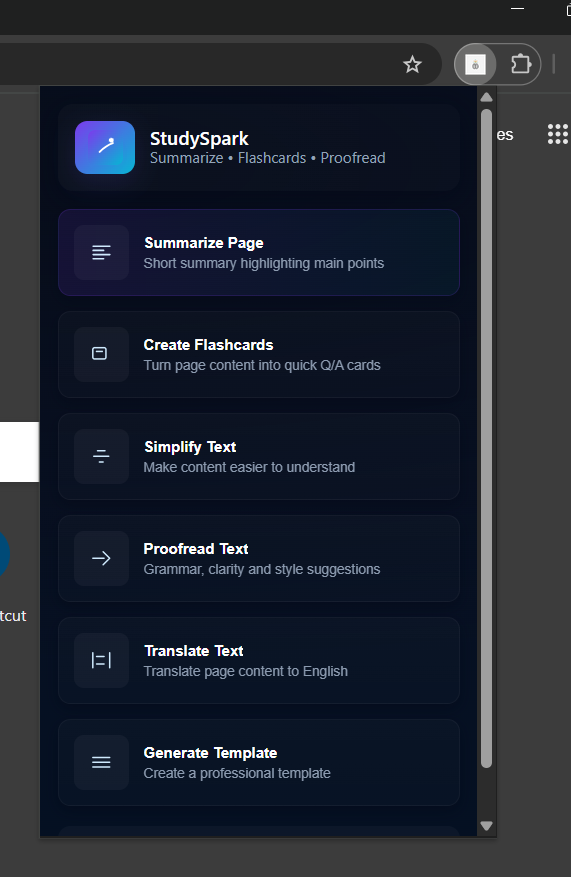 StudySpark
Summarize • Flashcards • Proofread
es
Summarize Page
Short summary highlighting main points
Create Flashcards
Turn page content into quick Q/A cards
Simplify Text
Make content easier to understand
Proofread Text
Grammar, clarity and style suggestions
tcut
Translate Text
Translate page content to English
Generate Template
Create a professional template